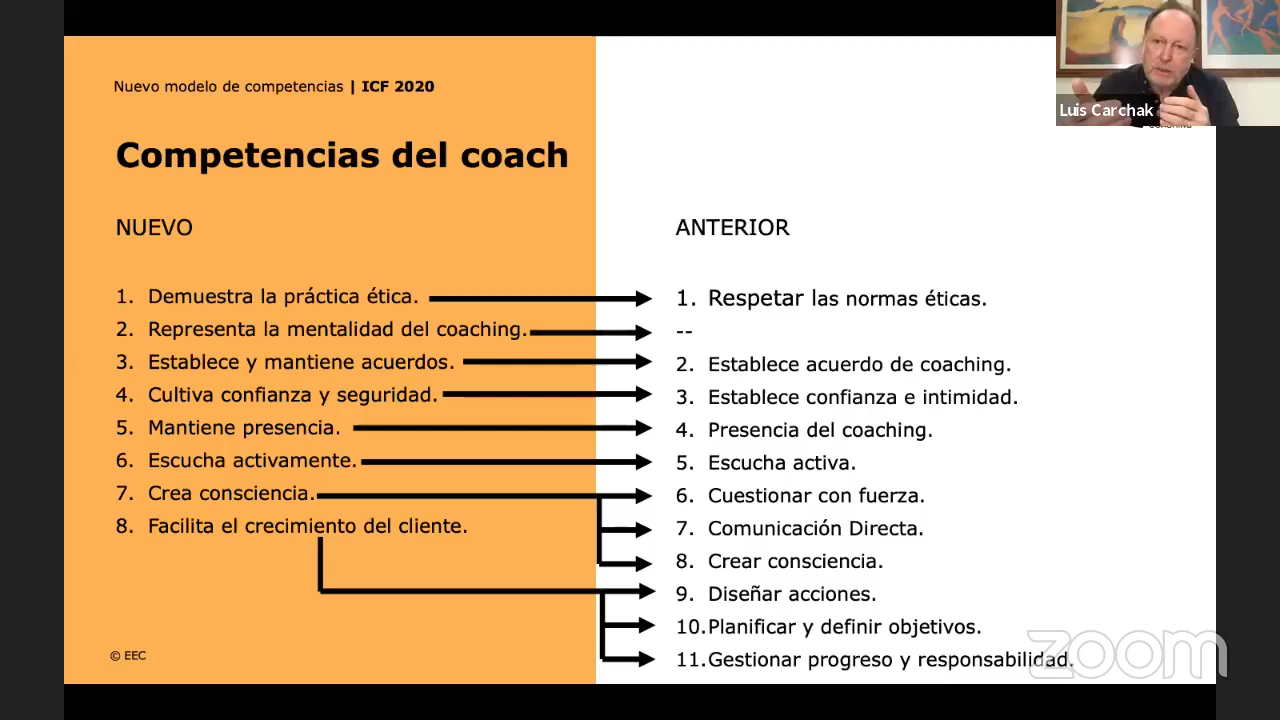 Nuevo modelo de competencias | ICF 2020
Luis Carchak
Competencias del coach
NUEVO
1. Demuestra la práctica ética.
2. Representa la mentalidad del coaching.
3. Establece y mantiene acuerdos.
4. Cultiva confianza y seguridad.
5. Mantiene presencia.
6. Escucha activamente.
7. Crea consciencia.
8. Facilita el crecimiento del cliente.
© EEC
ANTERIOR
1. Respetar las normas éticas.
--
2. Establece acuerdo de coaching.
3. Establece confianza e intimidad.
4. Presencia del coaching.
5. Escucha activa.
6. Cuestionar con fuerza.
7. Comunicación Directa.
8. Crear consciencia.
9. Diseñar acciones.
10. Planificar y definir objetivos.
11. Gestionar progreso y responsabilidad.
zoom